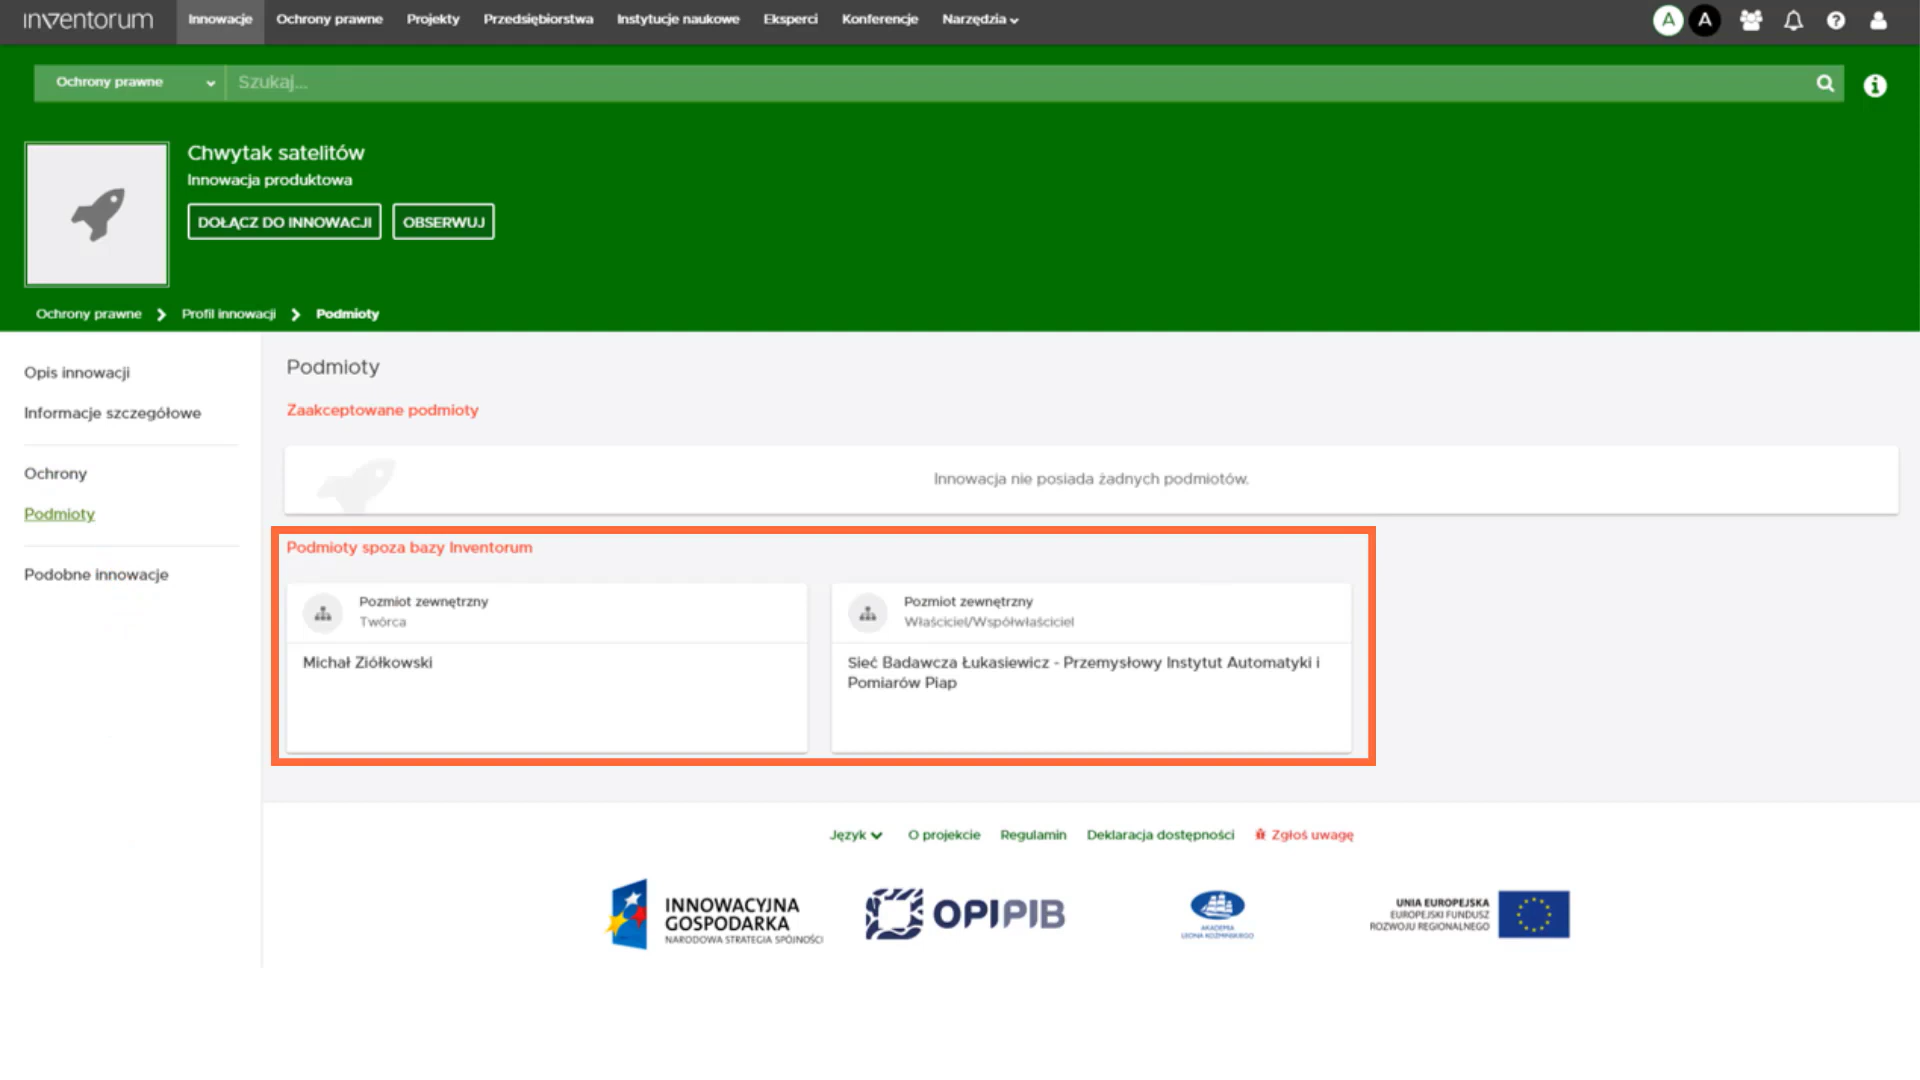 inventorum
Innowacje Ochrony prawne Projekty Przedsiębiorstwa Instytucje naukowe Eksperci Konferencje Narzędzia
A A
Ochrony prawne Szukaj...
Chwytak satelitów
Innowacja produktowa
DOŁĄCZ DO INNOWACJI OBSERWUJ
Ochrony prawne Profil innowacji Podmioty
Opis innowacji
Informacje szczegółowe
Ochrony
Podmioty
Podobne innowacje
Podmioty
Zaakceptowane podmioty
Innowacja nie posiada żadnych podmiotów.
Podmioty spoza bazy Inventorum
Pozmiot zewnętrzny
Twórca
Michał Ziółkowski
Pozmiot zewnętrzny
Właściciel/Współwłaściciel
Sieć Badawcza Łukasiewicz - Przemysłowy Instytut Automatyki i
Pomiarów Piap
Język O projekcie Regulamin Deklaracja dostępności Zgłoś uwagę
INNOWACYJNA
GOSPODARKA
NARODOWA STRATEGIA SPÓJNOŚCI
OPIPIB
AKADEMIA
LEONA KOŹMIŃSKIEGO
UNIA EUROPEJSKA
EUROPEJSKI FUNDUSZ
ROZWOJU REGIONALNEGO